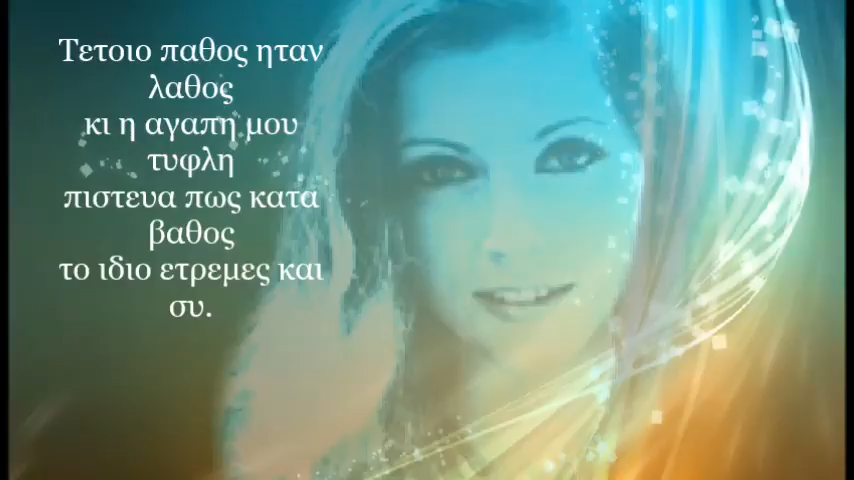 Τετοιο παθος ηταν
λαθος
κι η αγαπη μου
τυφλη
πιστευα πως κατα
βαθος
το ιδιο ετρεμες και
συ.